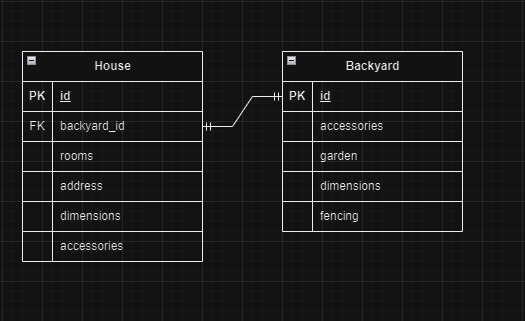 House
PK id
FK backyard_id
rooms
address
dimensions
accessories
Backyard
PK id
accessories
garden
dimensions
fencing